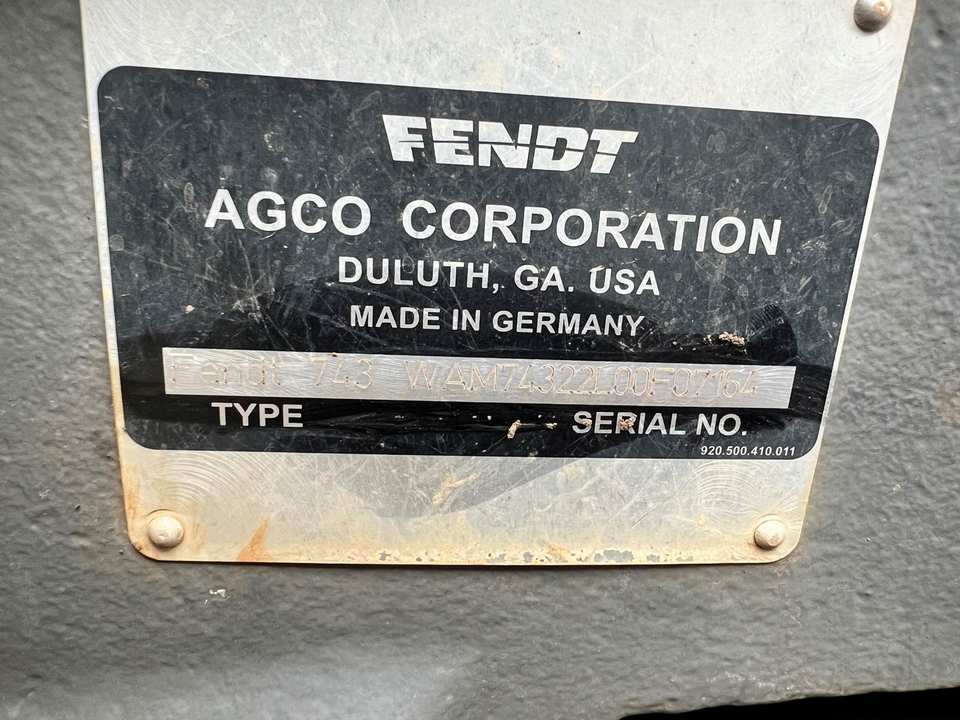 FENDT
AGCO CORPORATION
DULUTH, GA. USA
MADE IN GERMANY
Fendt 743 WAM74322L00F07164
TYPE SERIAL NO.
920.500.410.011